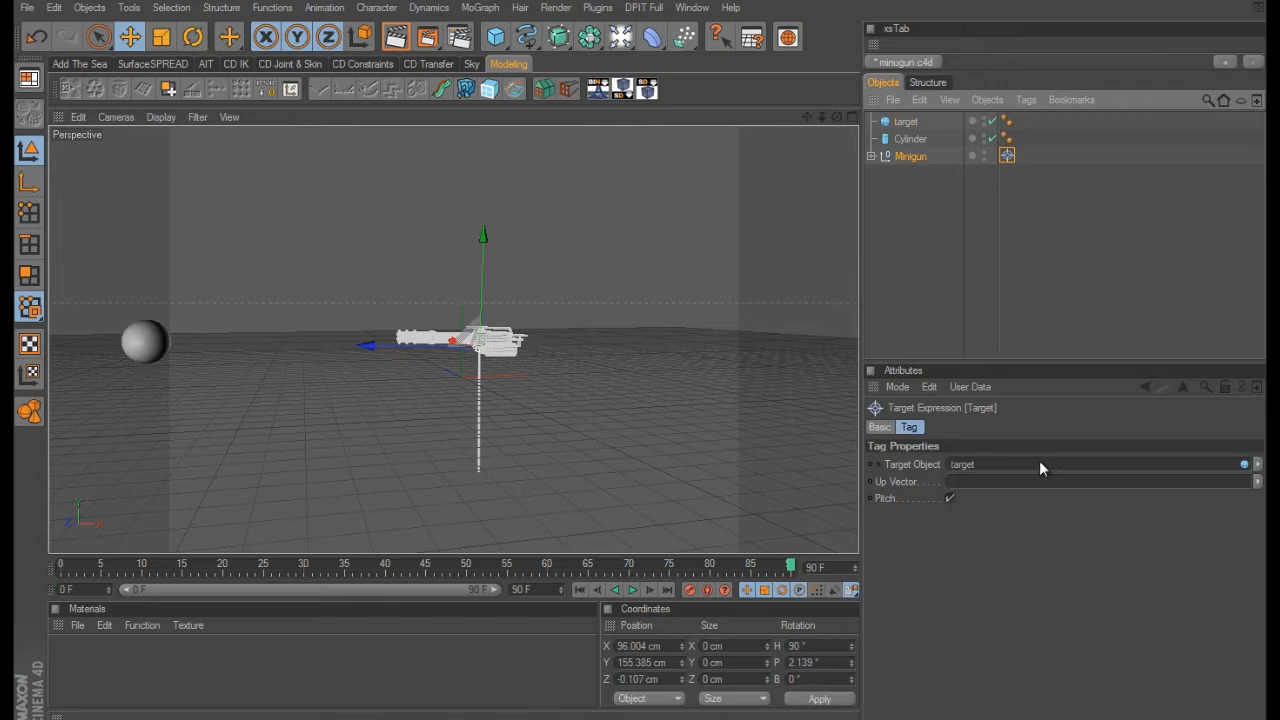 File Edit Objects Tools Selection Structure Functions Animation Character Dynamics MoGraph Hair Render Plugins DPIT Full Window Help
xsTab
* minugun.c4d
Add The Sea SurfaceSPREAD AIT CD IK CD Joint & Skin CD Constraints CD Transfer Sky Modeling
Objects Structure
File Edit View Objects Tags Bookmarks
Edit Cameras Display Filter View
Perspective
target
Cylinder
Minigun
Attributes
Mode Edit User Data
Target Expression [Target]
Basic Tag
Tag Properties
Target Object target
Up Vector
Pitch
Y
Z X
0 5 10 15 20 25 30 35 40 45 50 55 60 65 70 75 80 85 90 F
0 F 0 F 90 F 90 F
Materials
File Edit Function Texture
Coordinates
Position Size Rotation
X 96.004 cm X 0 cm H 90 °
Y 155.385 cm Y 0 cm P 2.139 °
Z -0.107 cm Z 0 cm B 0 °
Object Size Apply
MAXON
CINEMA 4D